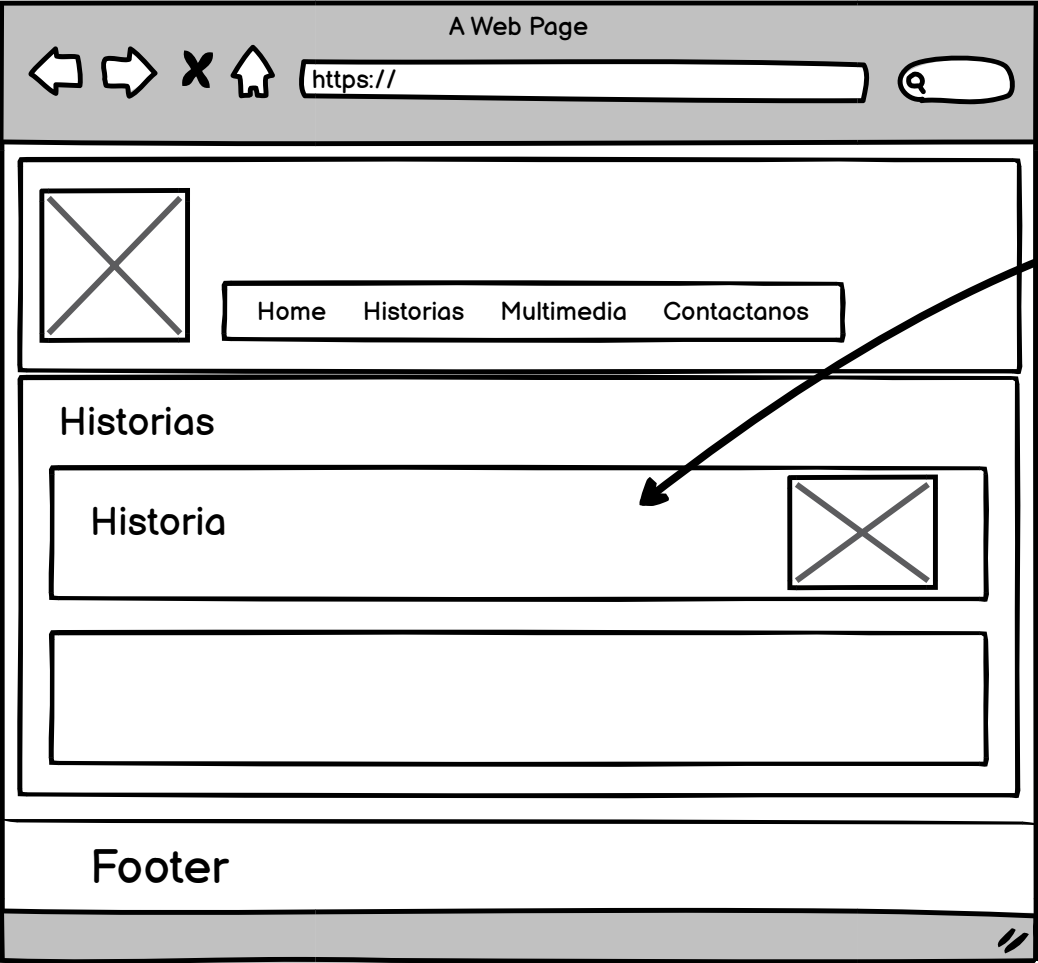 A Web Page
https://
Home Historias Multimedia Contactanos
Historias
Historia
Footer